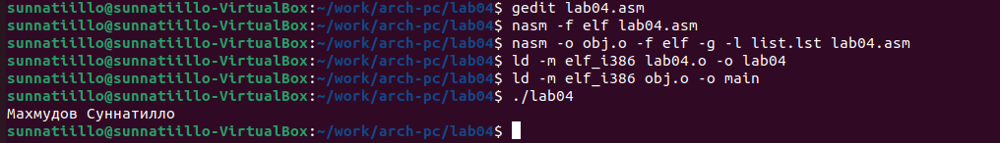 sunnatiillo@sunnatiillo-VirtualBox:~/work/arch-pc/lab04$ gedit lab04.asm
sunnatiillo@sunnatiillo-VirtualBox:~/work/arch-pc/lab04$ nasm -f elf lab04.asm
sunnatiillo@sunnatiillo-VirtualBox:~/work/arch-pc/lab04$ nasm -o obj.o -f elf -g -l list.lst lab04.asm
sunnatiillo@sunnatiillo-VirtualBox:~/work/arch-pc/lab04$ ld -m elf_i386 lab04.o -o lab04
sunnatiillo@sunnatiillo-VirtualBox:~/work/arch-pc/lab04$ ld -m elf_i386 obj.o -o main
sunnatiillo@sunnatiillo-VirtualBox:~/work/arch-pc/lab04$ ./lab04
Махмудов Суннатилло
sunnatiillo@sunnatiillo-VirtualBox:~/work/arch-pc/lab04$